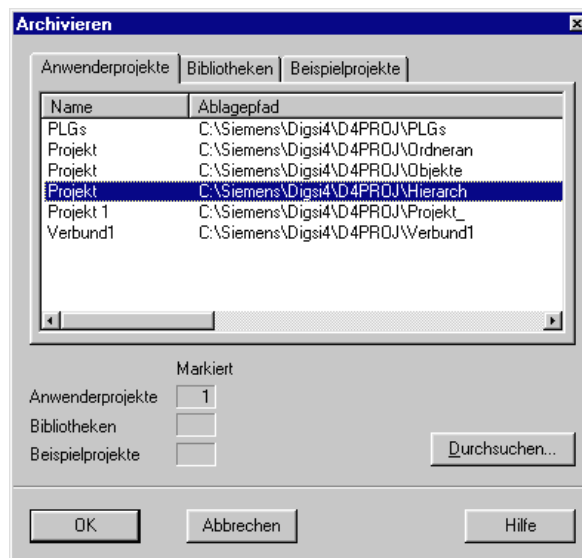 Archivieren
Anwenderprojekte Bibliotheken Beispielprojekte
Name Ablagepfad
PLGs C:\Siemens\Digsi4\D4PROJ\PLGs
Projekt C:\Siemens\Digsi4\D4PROJ\Ordneran
Projekt C:\Siemens\Digsi4\D4PROJ\Objekte
Projekt C:\Siemens\Digsi4\D4PROJ\Hierarch
Projekt 1 C:\Siemens\Digsi4\D4PROJ\Projekt_
Verbund1 C:\Siemens\Digsi4\D4PROJ\Verbund1
Markiert
Anwenderprojekte 1
Bibliotheken
Beispielprojekte
Durchsuchen...
OK Abbrechen Hilfe